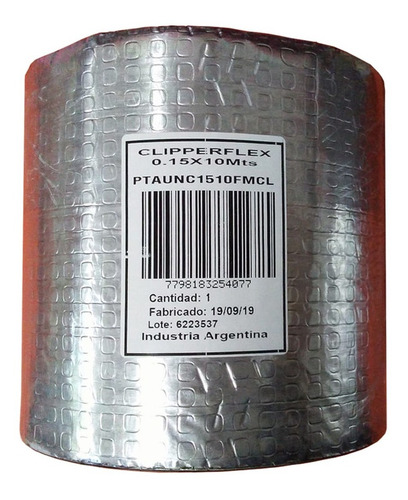 CLIPPERFLEX
0.15X10Mts
PTAUNC1510FMCL
7798183254077
Cantidad: 1
Fabricado: 19/09/19
Lote: 6223537
Industria Argentina